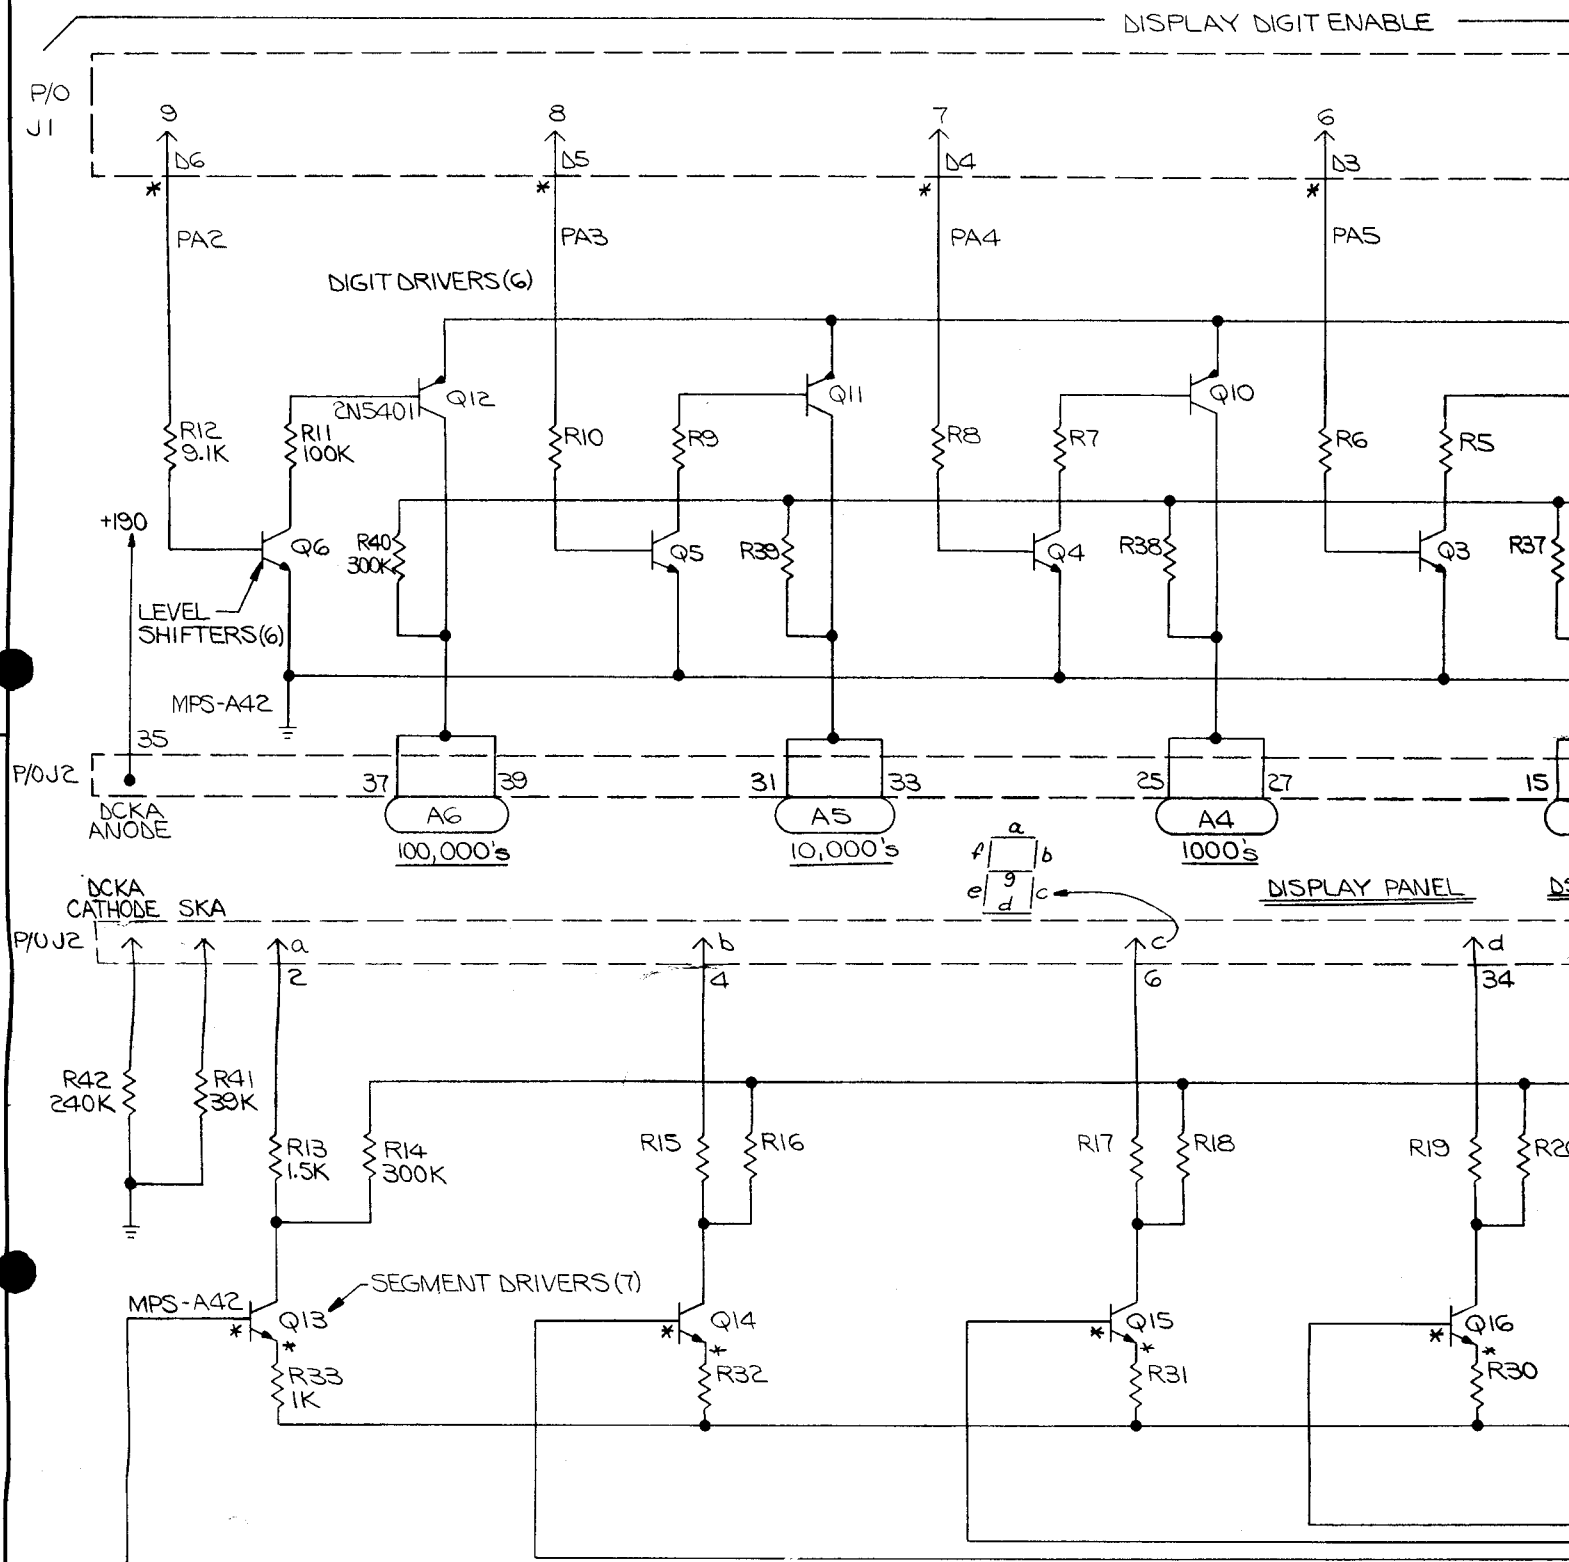 DISPLAY DIGIT ENABLE
P/O
J1
9
8
7
6
D6
D5
D4
D3
*
*
*
*
PA2
PA3
PA4
PA5
DIGIT DRIVERS (6)
2N5401
Q12
Q11
Q10
R12
9.1K
R11
100K
R10
R9
R8
R7
R6
R5
+190
Q6
R40
300K
Q5
R39
Q4
R38
Q3
R37
LEVEL
SHIFTERS (6)
MPS-A42
35
P/O J2
37
39
31
33
25
27
15
DCKA
ANODE
A6
A5
A4
100,000's
10,000's
1000's
a
f
b
g
e
c
d
DISPLAY PANEL
DCKA
CATHODE
SKA
P/O J2
a
b
c
d
2
4
6
34
R42
240K
R41
39K
R13
1.5K
R14
300K
R15
R16
R17
R18
R19
SEGMENT DRIVERS (7)
MPS-A42
Q13
Q14
Q15
Q16
*
*
*
*
*
*
*
*
R33
1K
R32
R31
R30